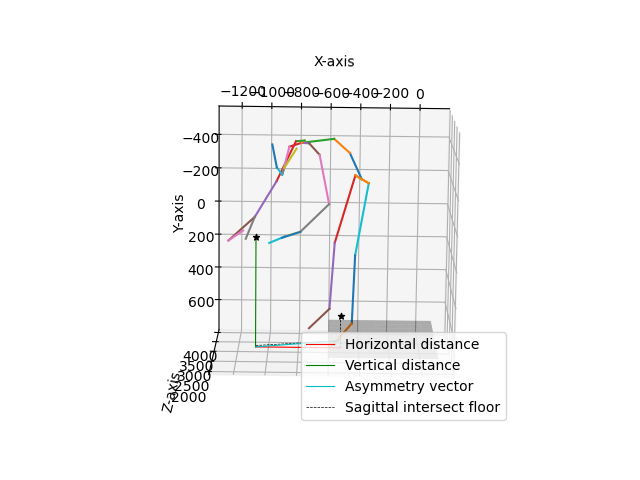 X-axis
−1200 −1000 −800 −600 −400 −200 0
−400
−200
Y-axis
0
200
400
600
4000
3500
3000
2500
2000
Z-axis
Horizontal distance
Vertical distance
Asymmetry vector
Sagittal intersect floor